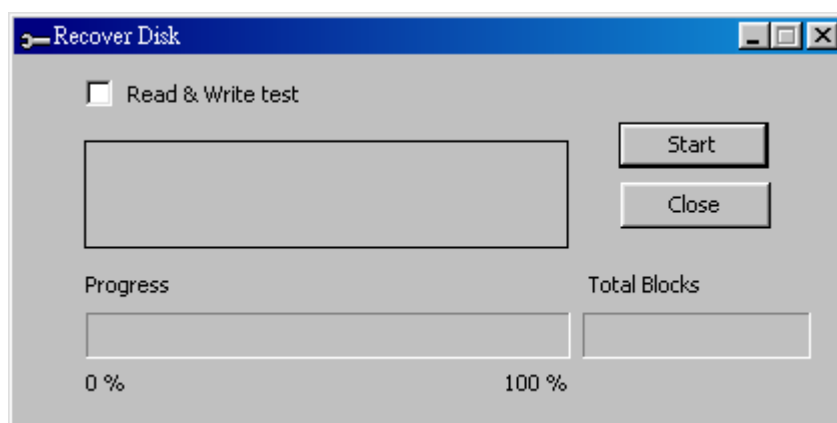 Recover Disk
Read & Write test
Start
Close
Progress
Total Blocks
0 %
100 %